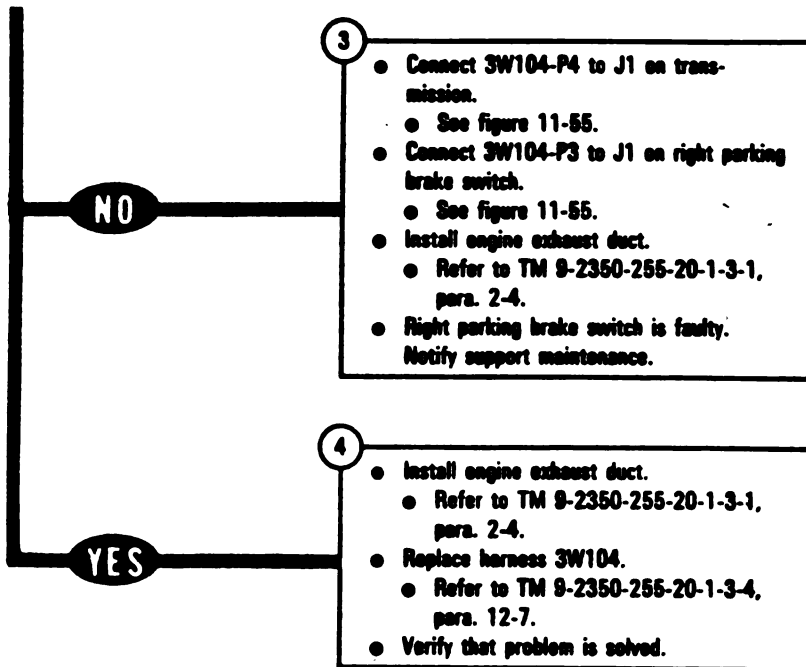 3
● Connect 3W104-P4 to J1 on trans-
mission.
● See figure 11-55.
● Connect 3W104-P3 to J1 on right parking
brake switch.
● See figure 11-55.
● Install engine exhaust duct.
● Refer to TM 9-2350-255-20-1-3-1,
para. 2-4.
● Right parking brake switch is faulty.
Notify support maintenance.
NO
4
● Install engine exhaust duct.
● Refer to TM 9-2350-255-20-1-3-1,
para. 2-4.
● Replace harness 3W104.
● Refer to TM 9-2350-255-20-1-3-4,
para. 12-7.
● Verify that problem is solved.
YES